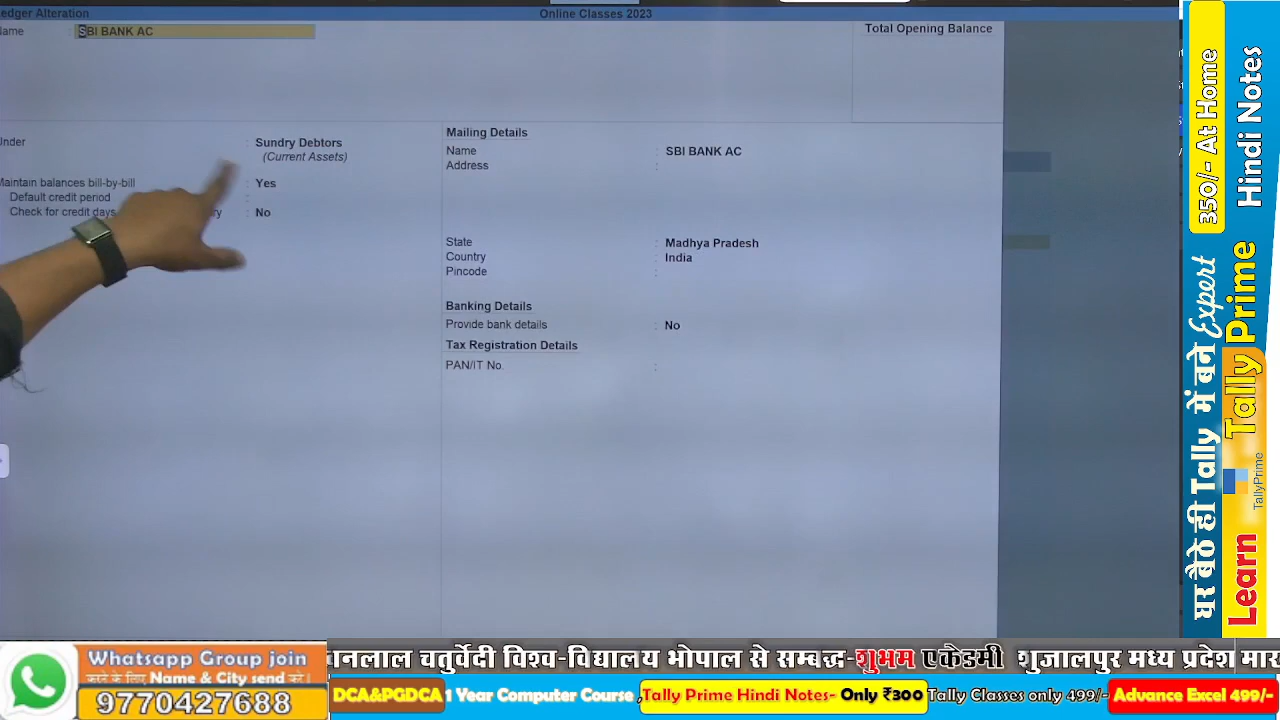 edger Alteration
Online Classes 2023
ame
SBI BANK AC
Total Opening Balance
Under
: Sundry Debtors
(Current Assets)
Maintain balances bill-by-bill : Yes
Default credit period :
Check for credit days ry : No
Mailing Details
Name : SBI BANK AC
Address :
State : Madhya Pradesh
Country : India
Pincode :
Banking Details
Provide bank details : No
Tax Registration Details
PAN/IT No. :
350/- At Home
Hindi Notes
घर बैठे ही Tally में बने Expert
Learn Tally Prime
TallyPrime
Whatsapp Group join
करने के लिए Name & City send करे।
9770427688
चतुर्वेदी विश्व-विद्यालय भोपाल से सम्बद्ध-शुभम एकेडमी शुजालपुर मध्य प्रदेश
DCA&PGDCA 1 Year Computer Course , Tally Prime Hindi Notes- Only ₹300 Tally Classes only 499/- Advance Excel 499/-